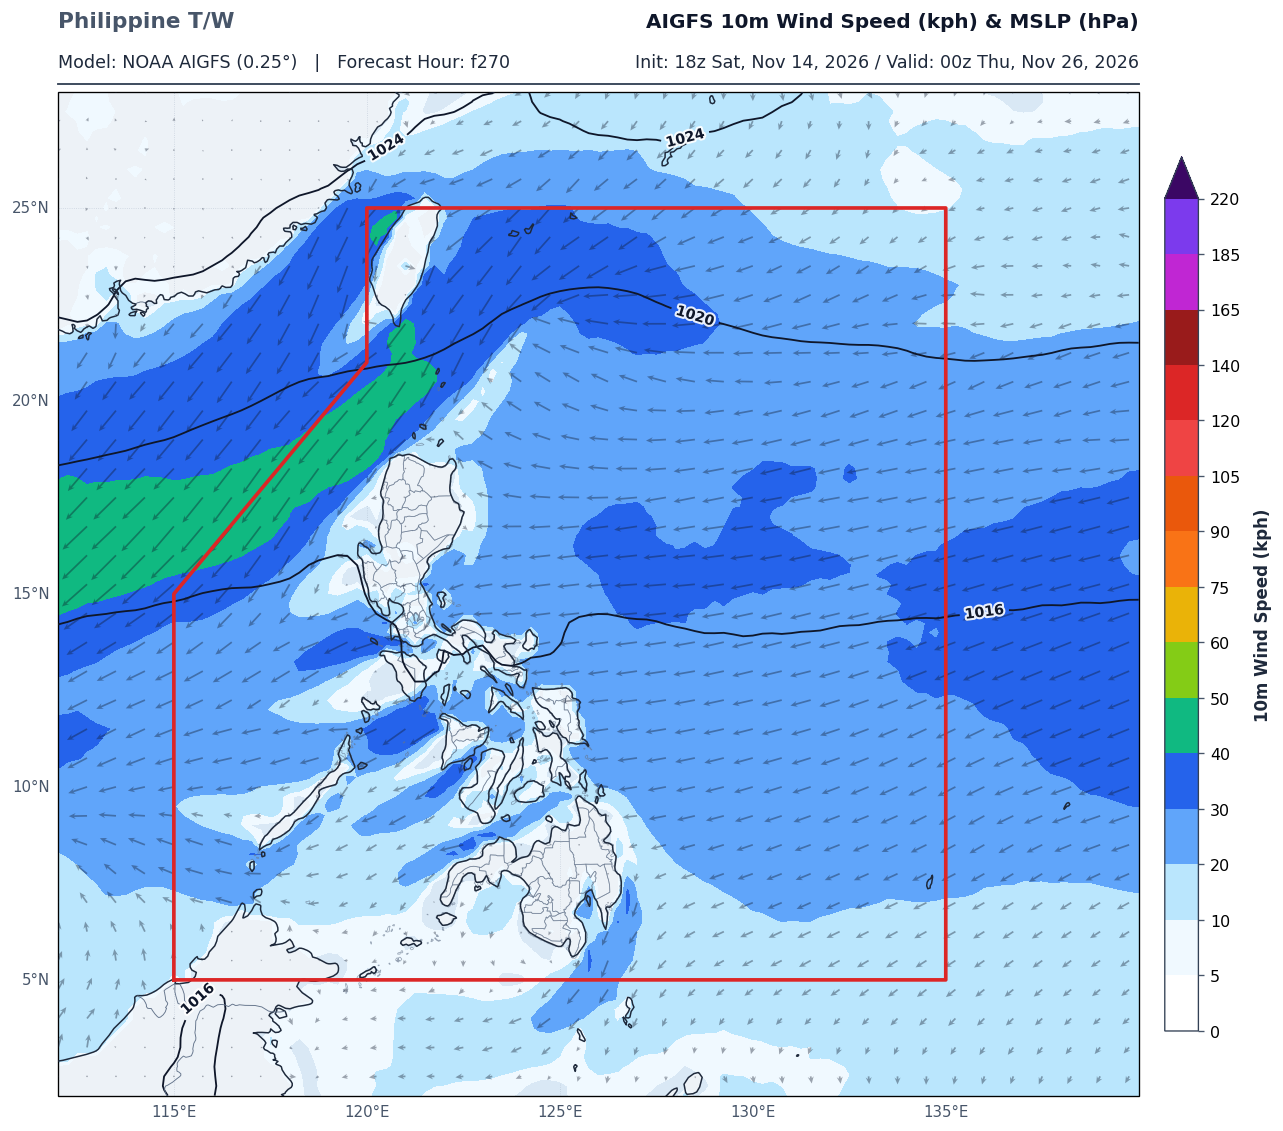 Philippine T/W
AIGFS 10m Wind Speed (kph) & MSLP (hPa)
Model: NOAA AIGFS (0.25°) | Forecast Hour: f270
Init: 18z Sat, Nov 14, 2026 / Valid: 00z Thu, Nov 26, 2026
1024
1024
1020
1016
1016
25°N
20°N
15°N
10°N
5°N
115°E
120°E
125°E
130°E
135°E
220
185
165
140
120
105
90
75
60
50
40
30
20
10
5
0
10m Wind Speed (kph)